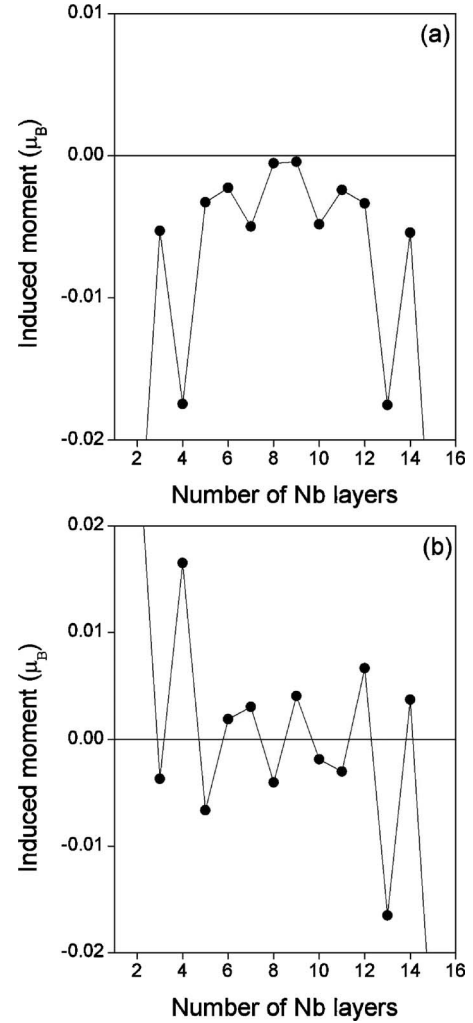 (a)
0.01
0.00
-0.01
-0.02
Induced moment (μB)
2 4 6 8 10 12 14 16
Number of Nb layers
(b)
0.02
0.01
0.00
-0.01
-0.02
Induced moment (μB)
2 4 6 8 10 12 14 16
Number of Nb layers